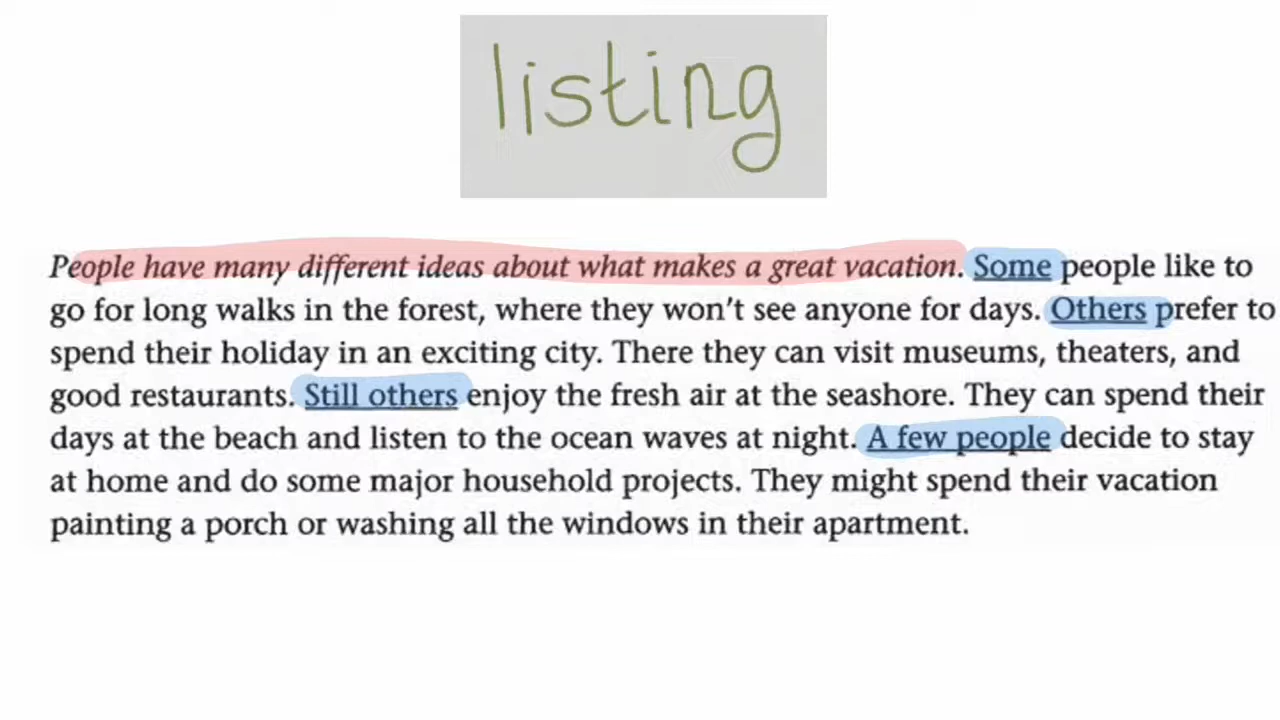 listing
People have many different ideas about what makes a great vacation. Some people like to
go for long walks in the forest, where they won't see anyone for days. Others prefer to
spend their holiday in an exciting city. There they can visit museums, theaters, and
good restaurants. Still others enjoy the fresh air at the seashore. They can spend their
days at the beach and listen to the ocean waves at night. A few people decide to stay
at home and do some major household projects. They might spend their vacation
painting a porch or washing all the windows in their apartment.